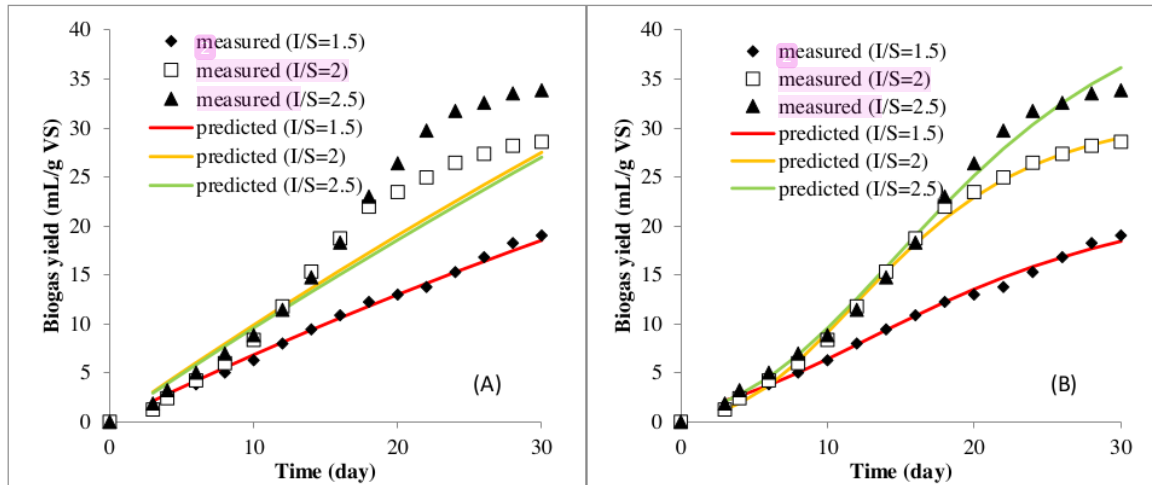 40
35
30
25
20
15
10
5
0
Biogas yield (mL/g VS)
measured (I/S=1.5)
measured (I/S=2)
measured (I/S=2.5)
predicted (I/S=1.5)
predicted (I/S=2)
predicted (I/S=2.5)
(A)
0 10 20 30
Time (day)
40
35
30
25
20
15
10
5
0
Biogas yield (mL/g VS)
measured (I/S=1.5)
measured (I/S=2)
measured (I/S=2.5)
predicted (I/S=1.5)
predicted (I/S=2)
predicted (I/S=2.5)
(B)
0 10 20 30
Time (day)